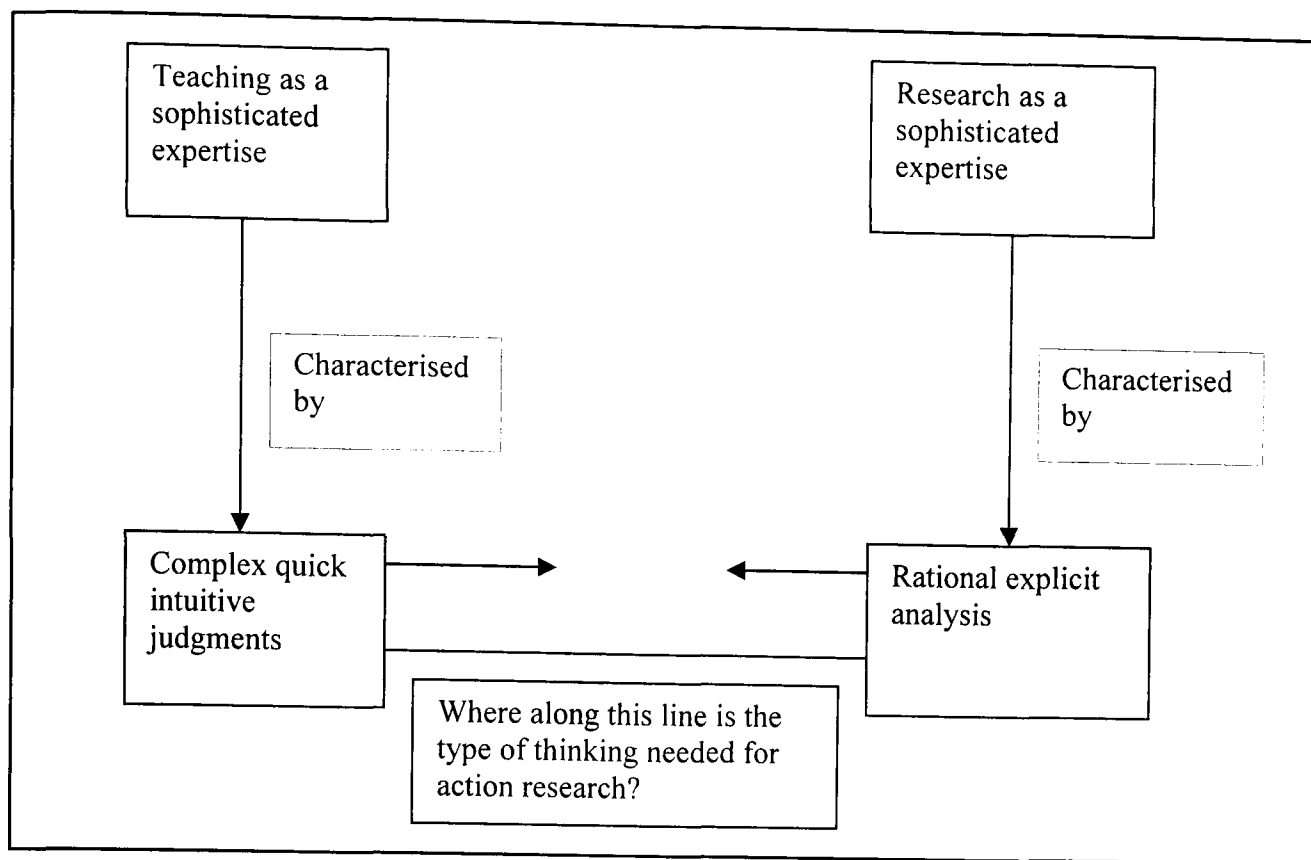 Teaching as a
sophisticated
expertise
Research as a
sophisticated
expertise
Characterised
by
Characterised
by
Complex quick
intuitive
judgments
Rational explicit
analysis
Where along this line is the
type of thinking needed for
action research?